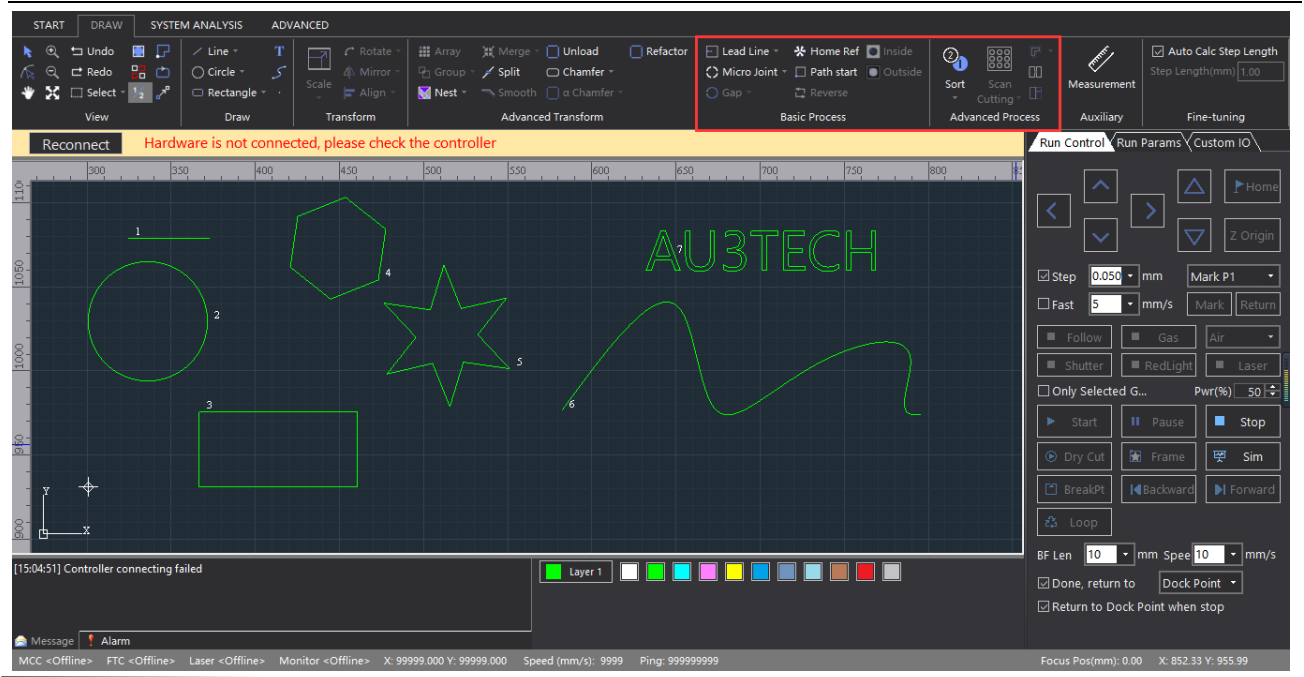 START DRAW SYSTEM ANALYSIS ADVANCED
Undo Line T Rotate Array Merge Unload Refactor Lead Line Home Ref Inside Auto Calc Step Length
Redo Circle Mirror Group Split Chamfer Micro Joint Path start Outside Step Length(mm) 1.00
Select Rectangle Scale Align Nest Smooth α Chamfer Gap Reverse Sort Scan Cutting Measurement
View Draw Transform Advanced Transform Basic Process Advanced Process Auxiliary Fine-tuning
Reconnect Hardware is not connected, please check the controller
Run Control Run Params Custom IO
300 350 400 450 500 550 600 650 700 750 800
110
1050
1000
950
900
1
2
3
4
5
6
7
AU3TECH
Y
X
Home
Z Origin
Step 0.050 mm Mark P1
Fast 5 mm/s Mark Return
Follow Gas Air
Shutter RedLight Laser
Only Selected G... Pwr(%) 50
Start Pause Stop
Dry Cut Frame Sim
BreakPt Backward Forward
Loop
BF Len 10 mm Spee 10 mm/s
Done, return to Dock Point
Return to Dock Point when stop
[15:04:51] Controller connecting failed
Layer 1
Message Alarm
MCC <Offline> FTC <Offline> Laser <Offline> Monitor <Offline> X: 99999.000 Y: 99999.000 Speed (mm/s): 9999 Ping: 999999999 Focus Pos(mm): 0.00 X: 852.33 Y: 955.99